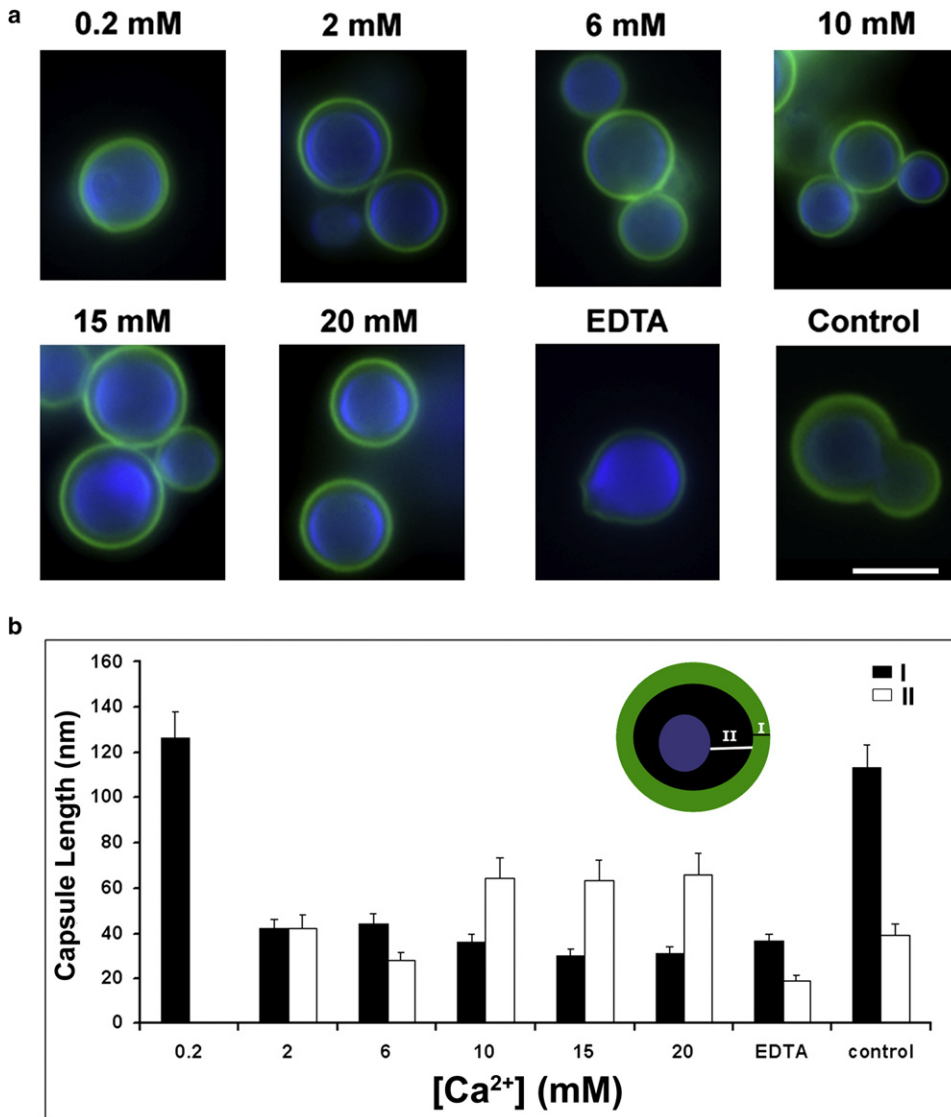 a
0.2 mM 2 mM 6 mM 10 mM
15 mM 20 mM EDTA Control
b
160
140
120
100
80
60
40
20
0
Capsule Length (nm)
I
II
II
I
0.2 2 6 10 15 20 EDTA control
[Ca²⁺] (mM)